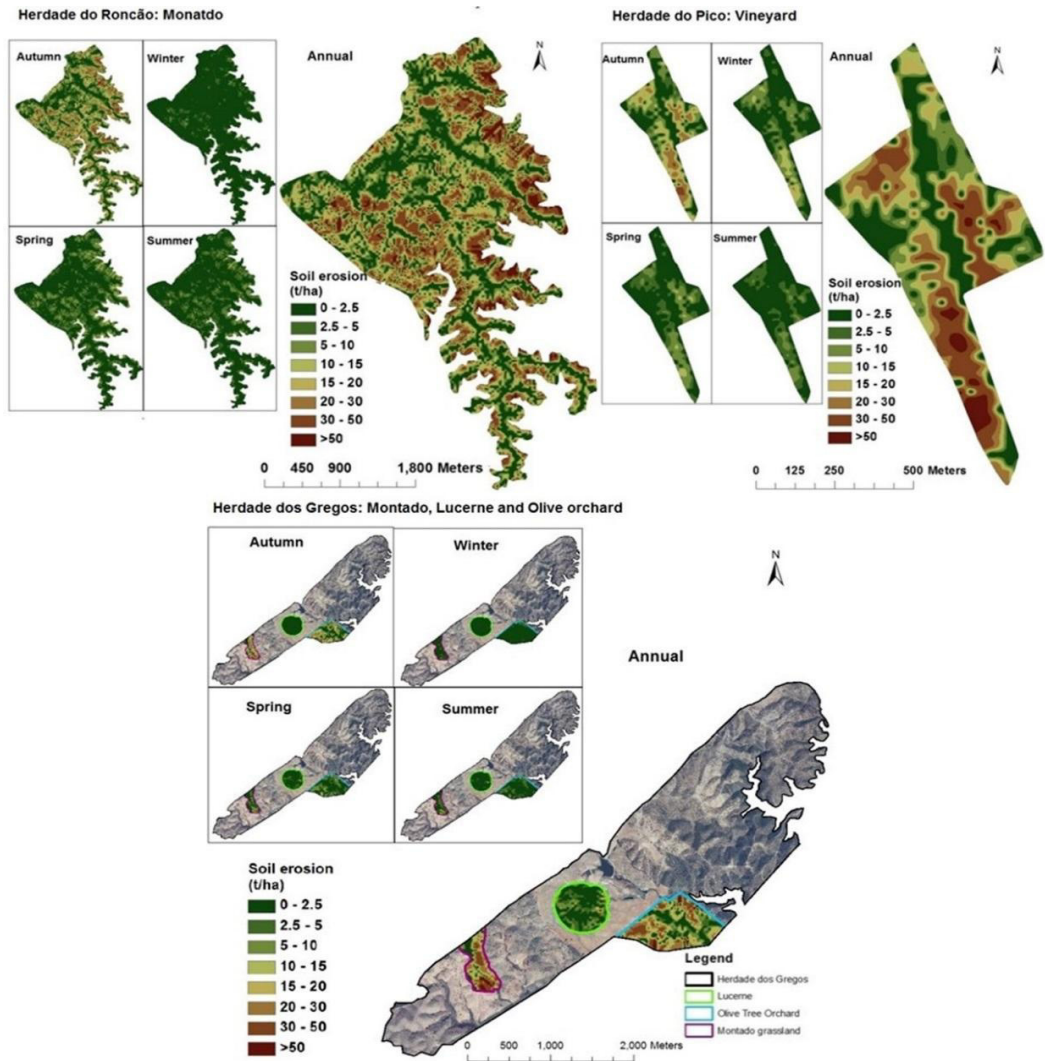 Herdade do Roncão: Monatdo
Autumn
Winter
Spring
Summer
Annual
N
Soil erosion
(t/ha)
0 - 2.5
2.5 - 5
5 - 10
10 - 15
15 - 20
20 - 30
30 - 50
>50
0 450 900 1,800 Meters
Herdade do Pico: Vineyard
Autumn
Winter
Spring
Summer
Annual
N
Soil erosion
(t/ha)
0 - 2.5
2.5 - 5
5 - 10
10 - 15
15 - 20
20 - 30
30 - 50
>50
0 125 250 500 Meters
Herdade dos Gregos: Montado, Lucerne and Olive orchard
Autumn
Winter
Spring
Summer
Annual
N
Soil erosion
(t/ha)
0 - 2.5
2.5 - 5
5 - 10
10 - 15
15 - 20
20 - 30
30 - 50
>50
Legend
Herdade dos Gregos
Lucerne
Olive Tree Orchard
Montado grassland
0 500 1,000 2,000 Meters